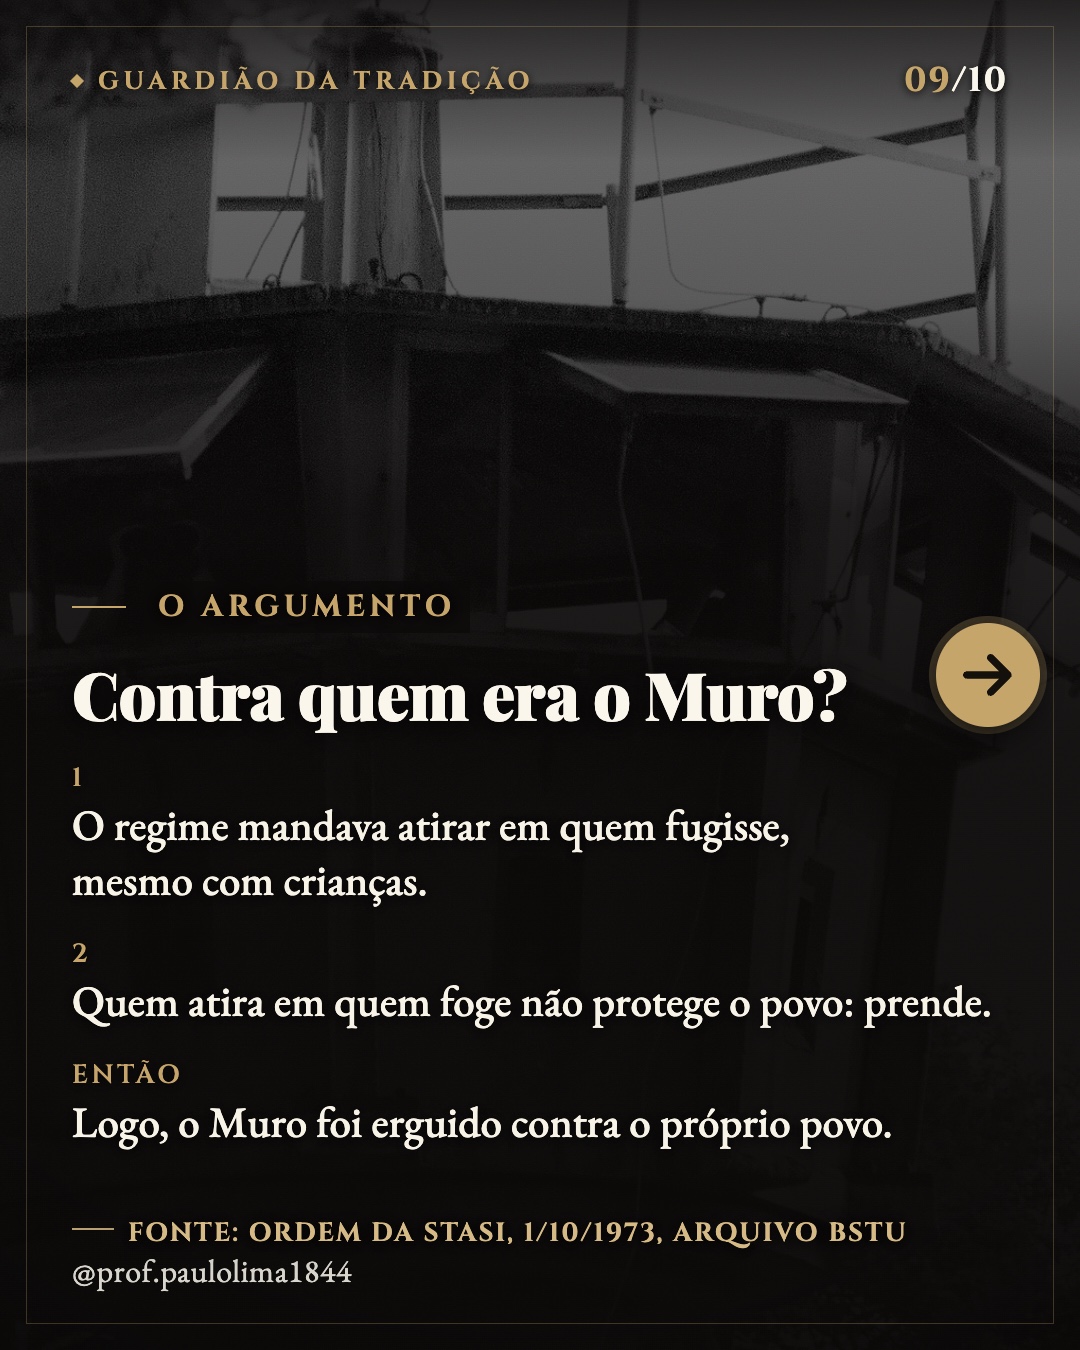 GUARDIÃO DA TRADIÇÃO
09/10
O ARGUMENTO
Contra quem era o Muro?
1
O regime mandava atirar em quem fugisse,
mesmo com crianças.
2
Quem atira em quem foge não protege o povo: prende.
ENTÃO
Logo, o Muro foi erguido contra o próprio povo.
FONTE: ORDEM DA STASI, 1/10/1973, ARQUIVO BSTU
@prof.paulolima1844